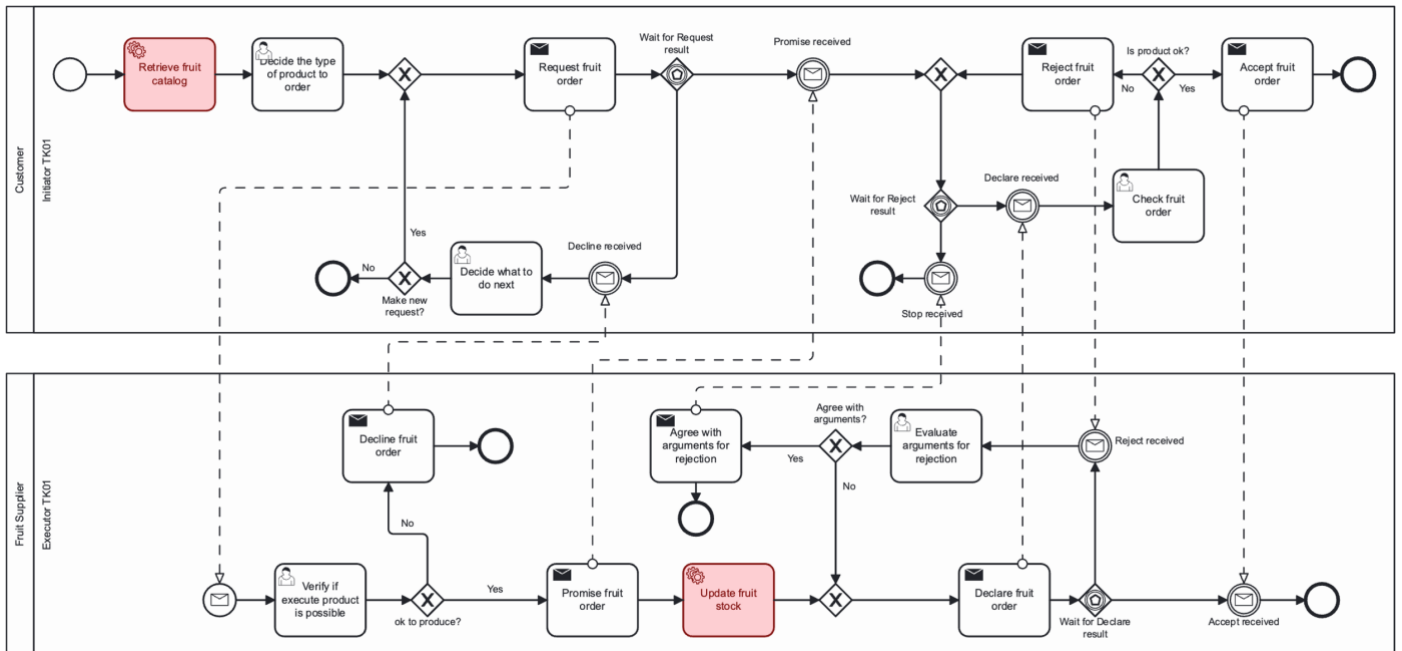 Customer
Initiator TK01
Retrieve fruit
catalog
Decide the type
of product to
order
Request fruit
order
Wait for Request
result
Promise received
Reject fruit
order
Is product ok?
No
Yes
Accept fruit
order
Wait for Reject
result
Declare received
Check fruit
order
Yes
No
Make new
request?
Decide what to
do next
Decline received
Stop received
Fruit Supplier
Executor TK01
Decline fruit
order
Agree with
arguments for
rejection
Agree with
arguments?
Yes
No
Evaluate
arguments for
rejection
Reject received
No
Verify if
execute product
is possible
ok to produce?
Yes
Promise fruit
order
Update fruit
stock
Declare fruit
order
Wait for Declare
result
Accept received